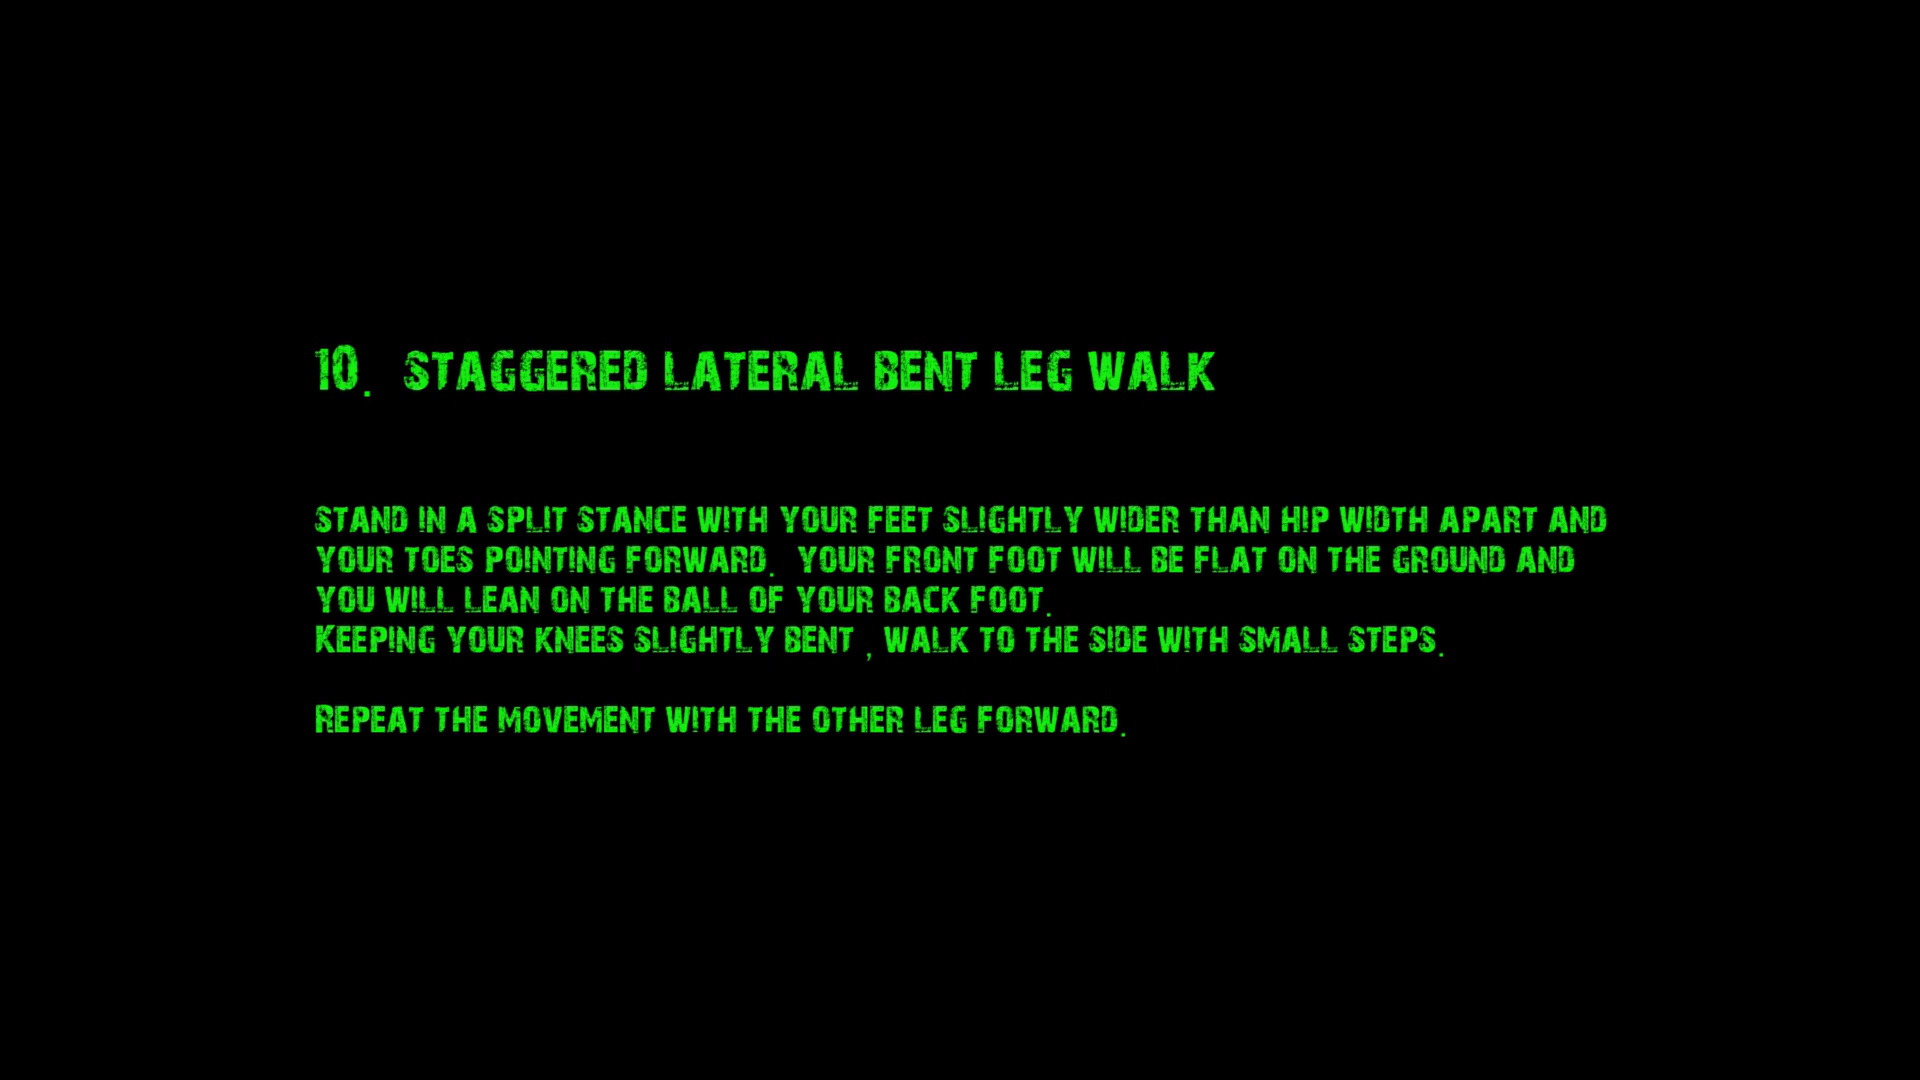 10. STAGGERED LATERAL BENT LEG WALK
STAND IN A SPLIT STANCE WITH YOUR FEET SLIGHTLY WIDER THAN HIP WIDTH APART AND
YOUR TOES POINTING FORWARD. YOUR FRONT FOOT WILL BE FLAT ON THE GROUND AND
YOU WILL LEAN ON THE BALL OF YOUR BACK FOOT.
KEEPING YOUR KNEES SLIGHTLY BENT , WALK TO THE SIDE WITH SMALL STEPS.
REPEAT THE MOVEMENT WITH THE OTHER LEG FORWARD.